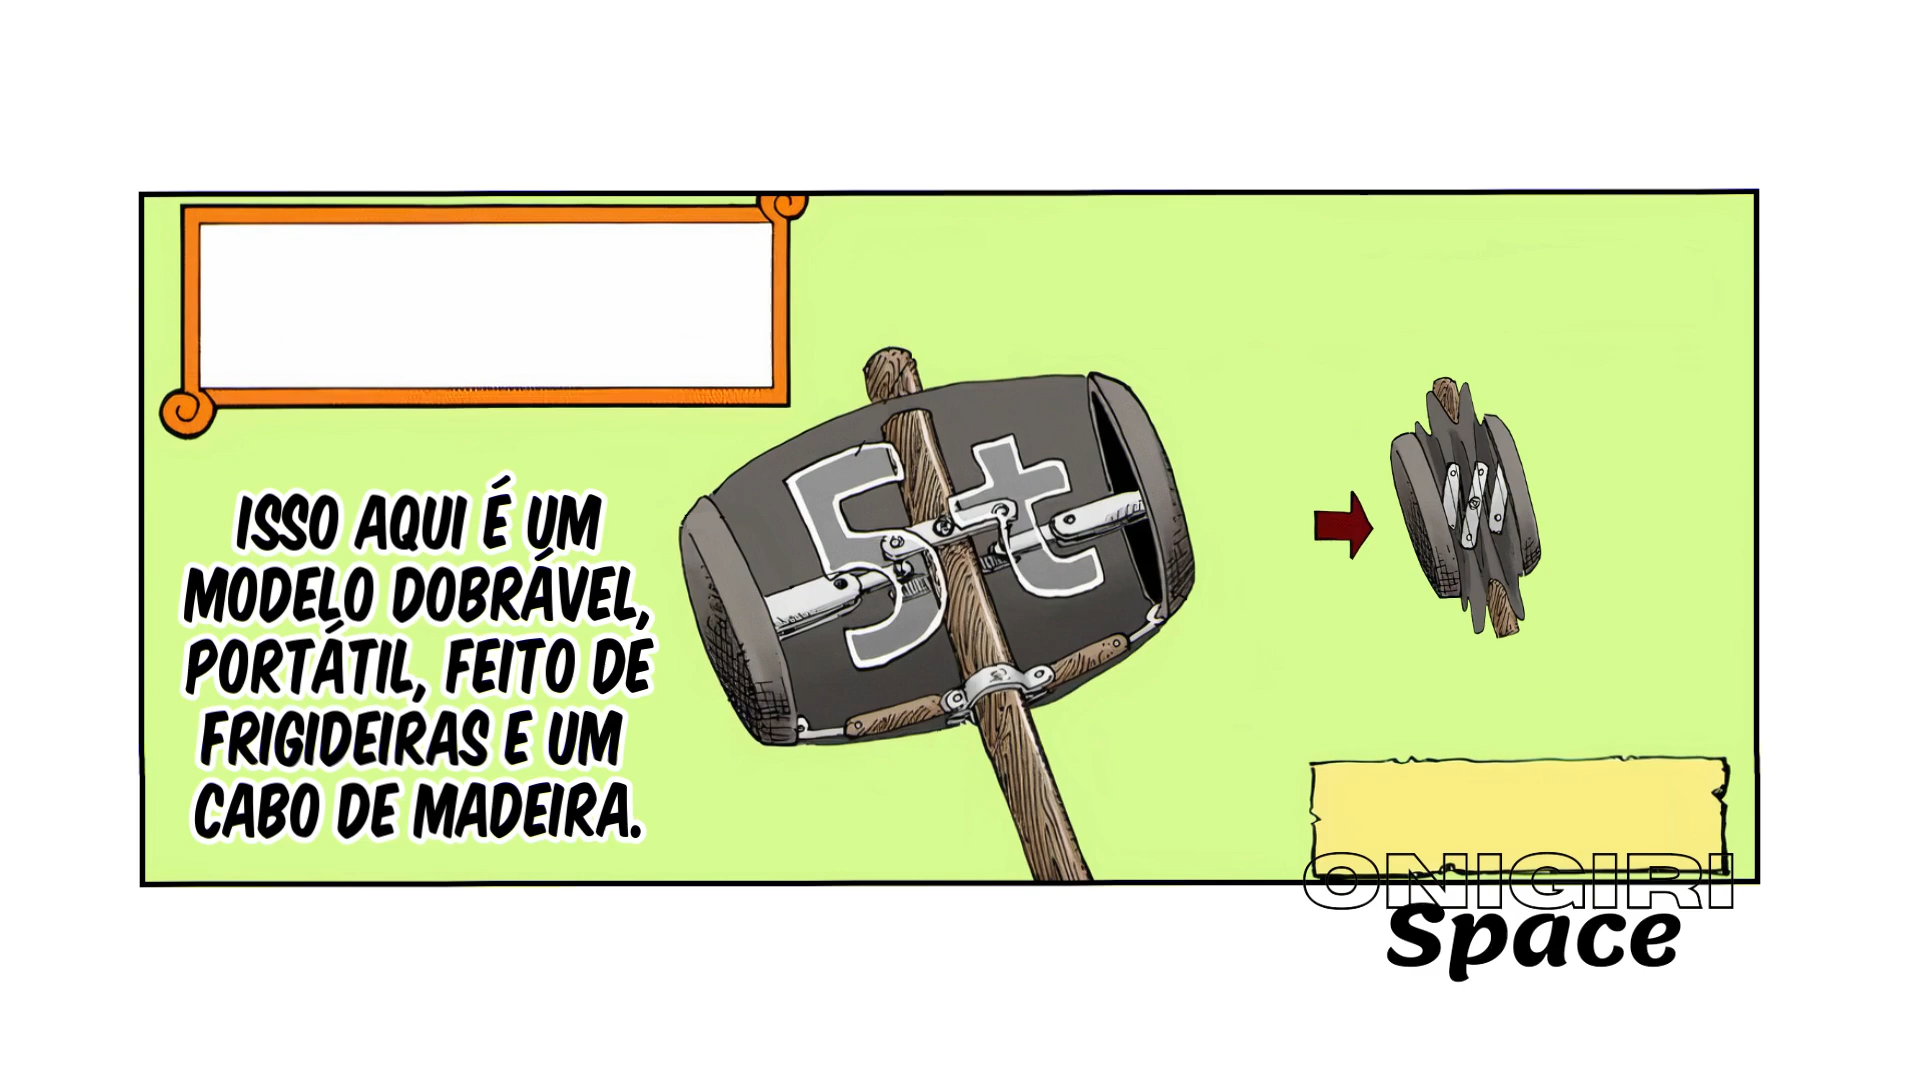 ISSO AQUI É UM
MODELO DOBRÁVEL,
PORTÁTIL, FEITO DE
FRIGIDEIRAS E UM
CABO DE MADEIRA.
5t
ONIGIRI
Space